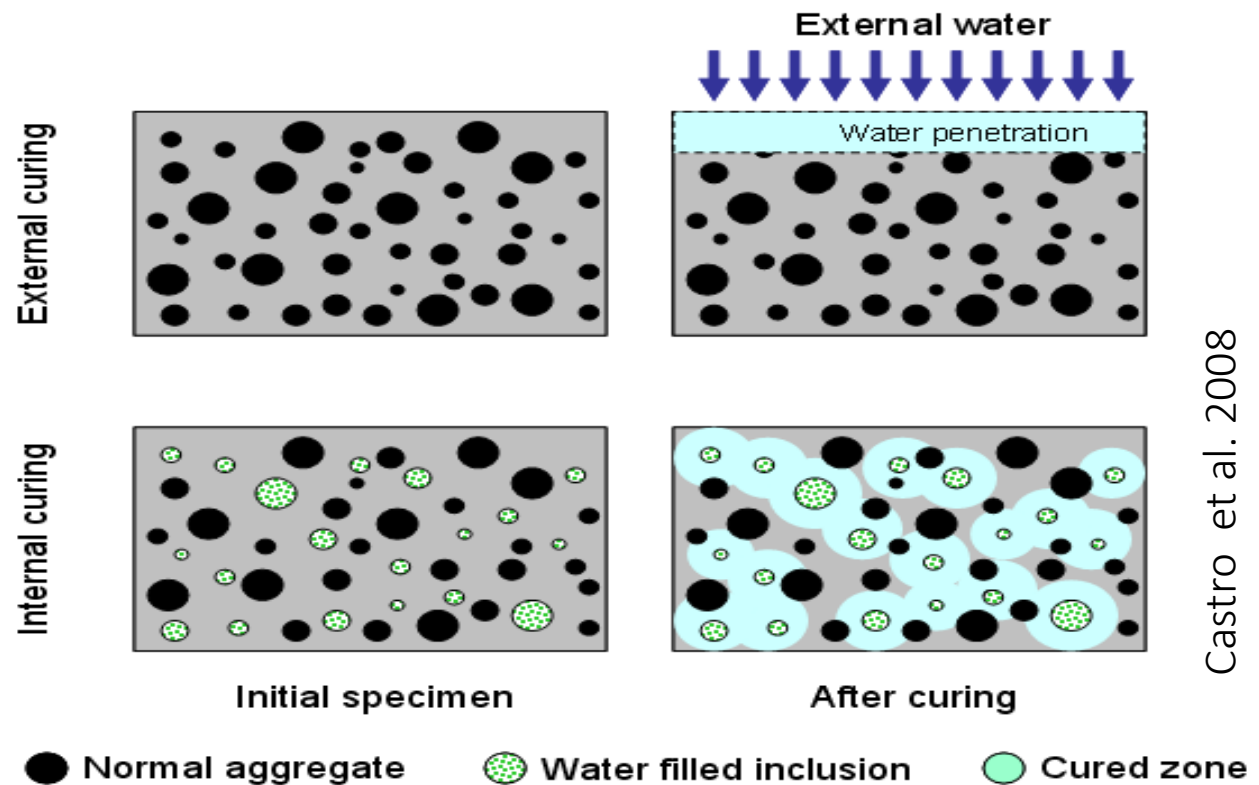 External water
Water penetration
External curing
Internal curing
Initial specimen
After curing
Castro et al. 2008
Normal aggregate
Water filled inclusion
Cured zone